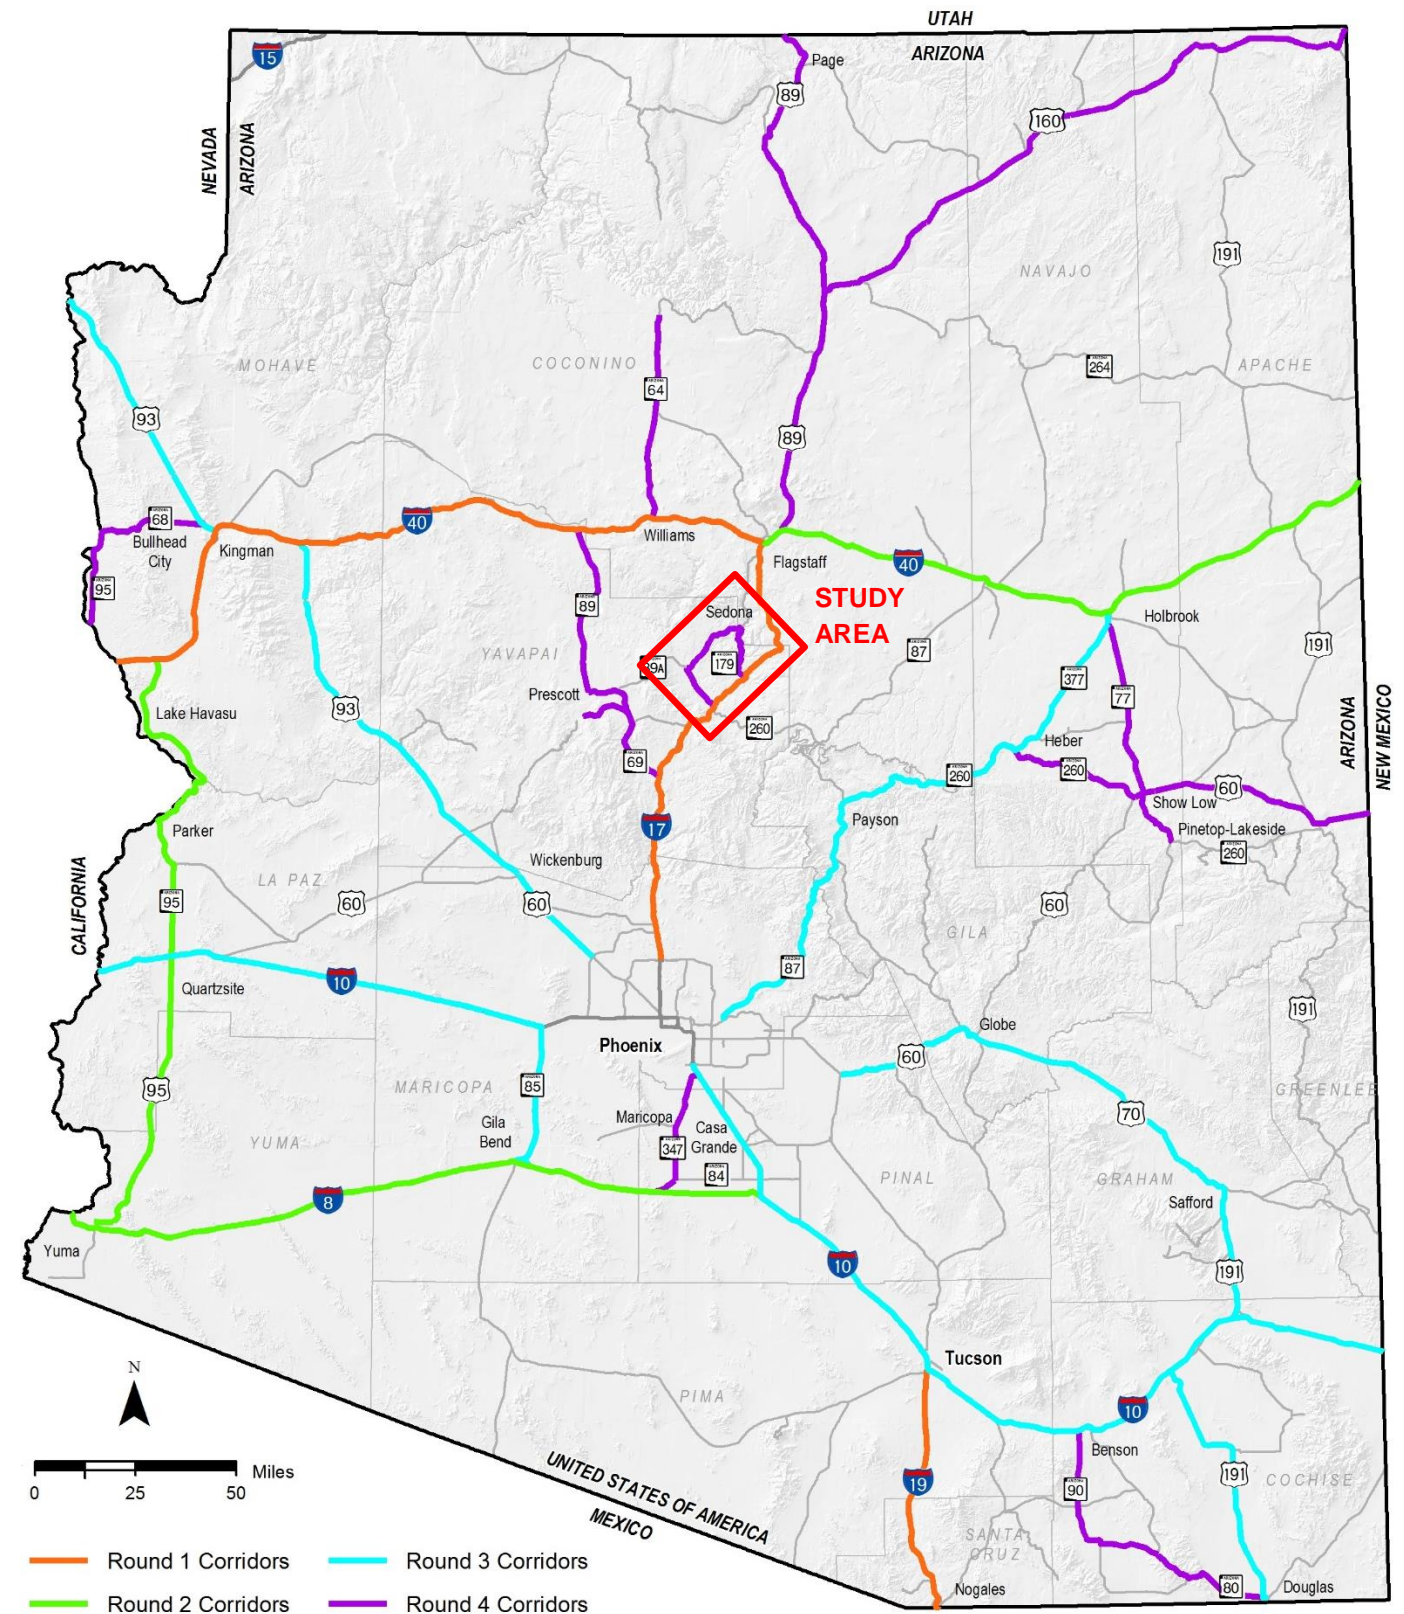 UTAH
ARIZONA
15
Page
89
160
NEVADA
ARIZONA
191
NAVAJO
MOHAVE
COCONINO
264
APACHE
64
93
89
40
68
Bullhead
City
Kingman
Williams
Flagstaff
40
95
89
Sedona
STUDY
AREA
Holbrook
YAVAPAI
89A
179
87
191
377
77
Prescott
Lake Havasu
93
260
Heber
ARIZONA
NEW MEXICO
69
260
260
60
Show Low
Parker
17
Payson
Pinetop-Lakeside
260
Wickenburg
CALIFORNIA
LA PAZ
95
60
60
60
GILA
10
87
Quartzsite
191
Globe
Phoenix
60
95
MARICOPA
85
GREENLEE
70
Gila
Bend
Maricopa
Casa
Grande
YUMA
347
84
PINAL
GRAHAM
Safford
8
Yuma
10
191
Tucson
N
PIMA
10
UNITED STATES OF AMERICA
MEXICO
Benson
Miles
0
25
50
19
90
191
COCHISE
SANTA
CRUZ
Nogales
80
Douglas
Round 1 Corridors
Round 3 Corridors
Round 2 Corridors
Round 4 Corridors